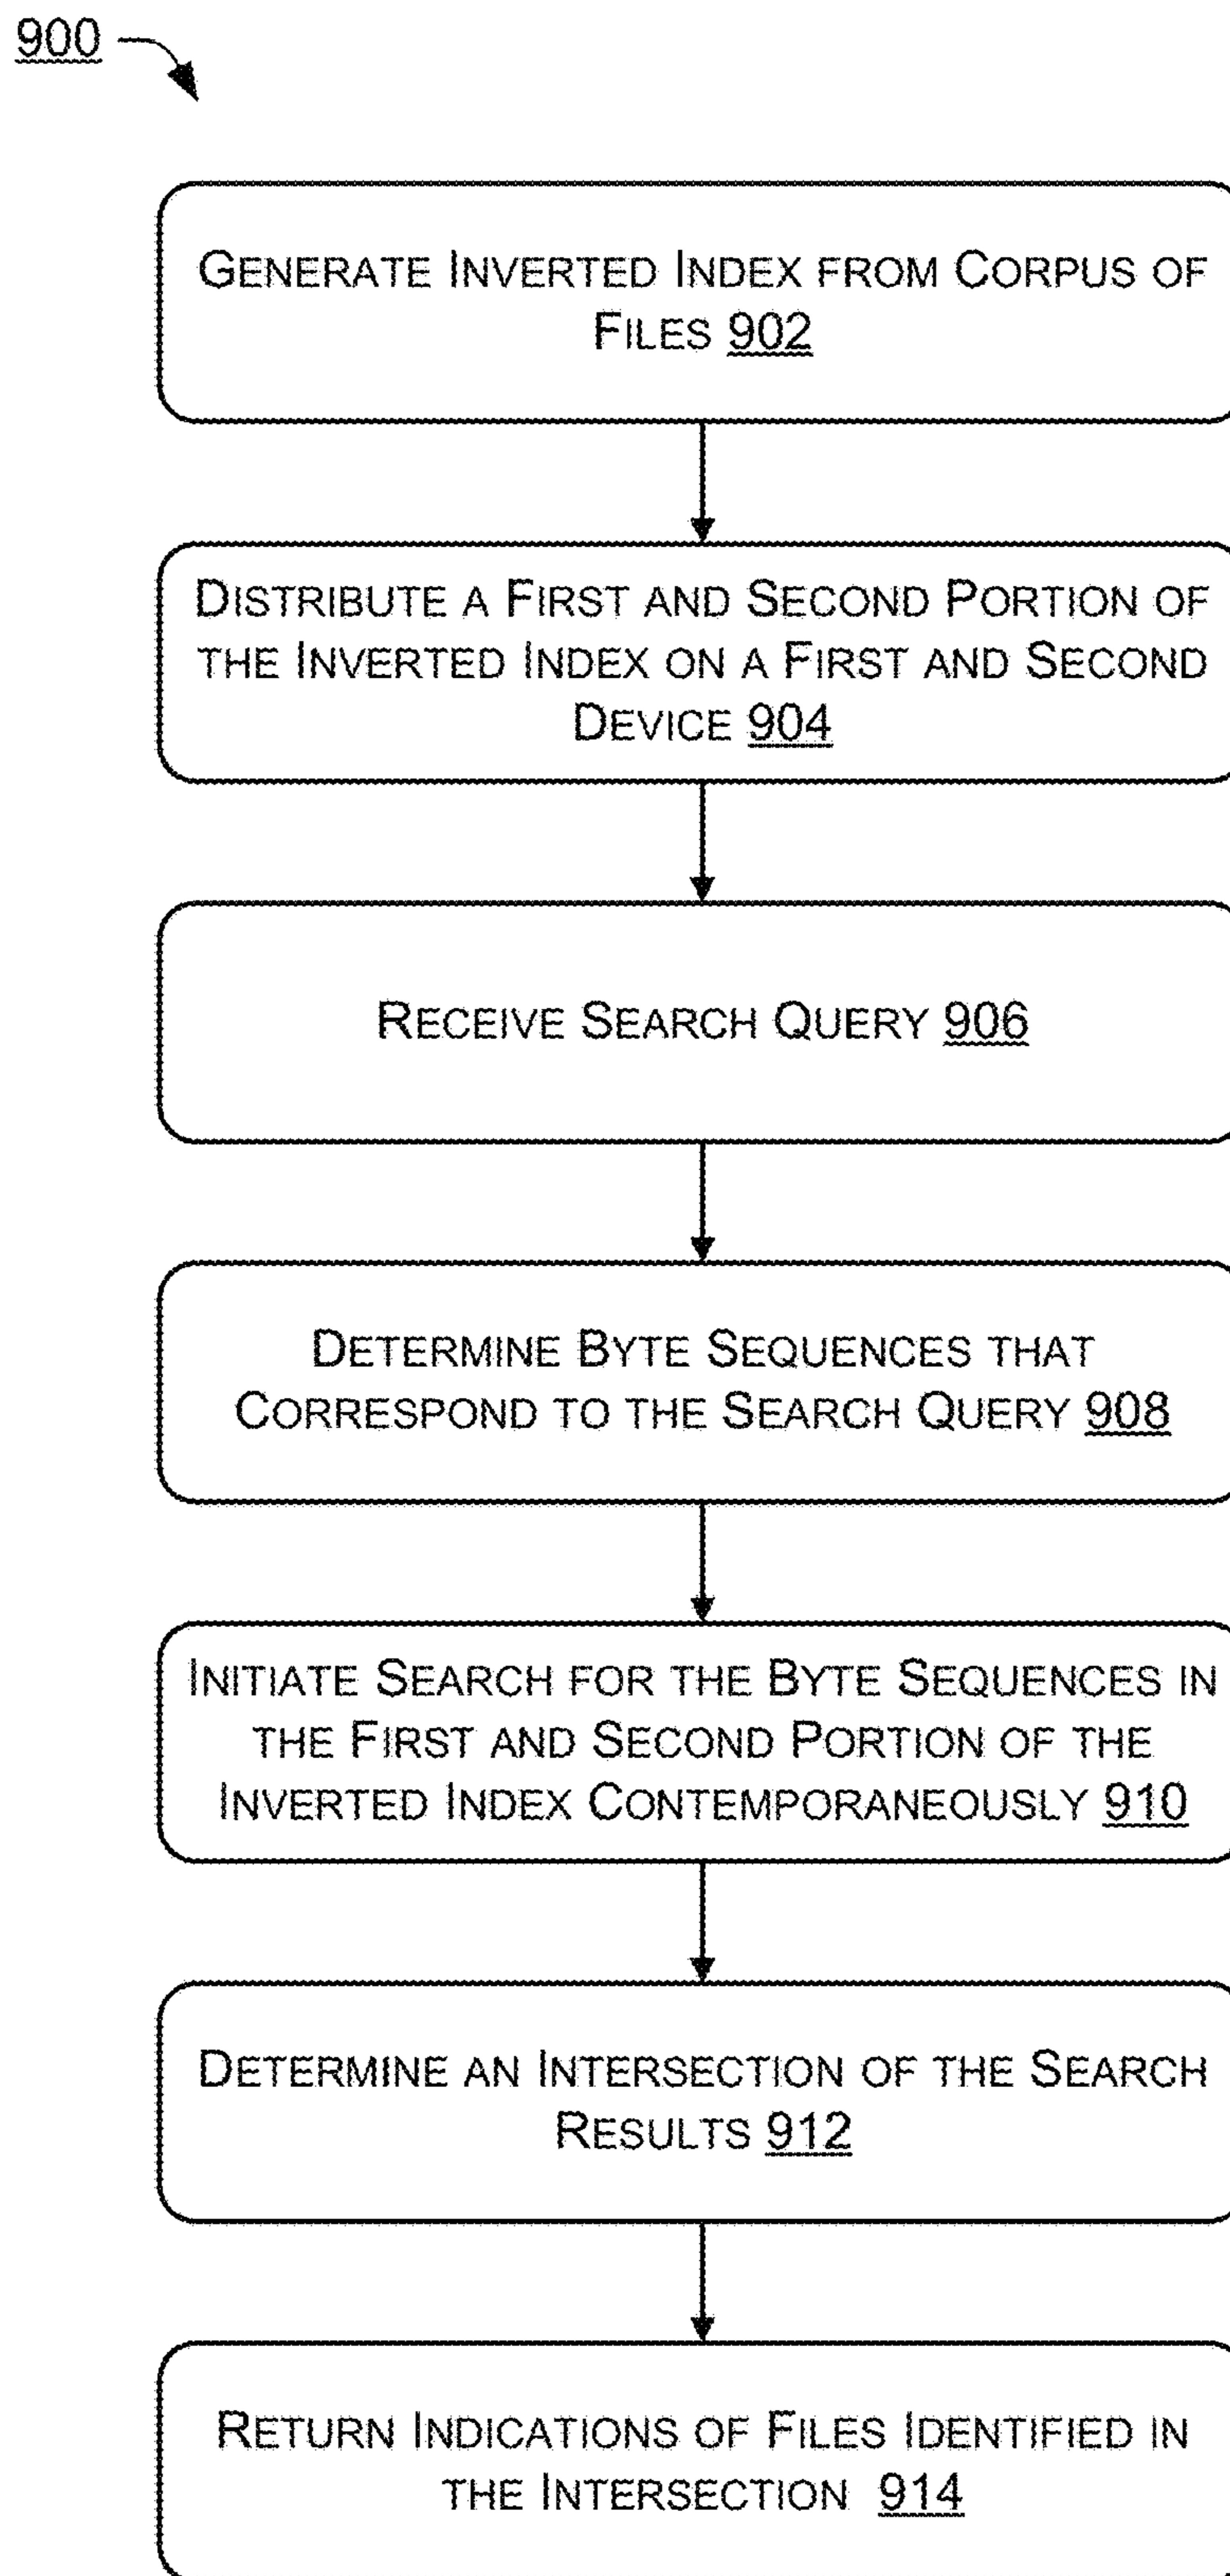 900
GENERATE INVERTED INDEX FROM CORPUS OF
FILES 902
DISTRIBUTE A FIRST AND SECOND PORTION OF
THE INVERTED INDEX ON A FIRST AND SECOND
DEVICE 904
RECEIVE SEARCH QUERY 906
DETERMINE BYTE SEQUENCES THAT
CORRESPOND TO THE SEARCH QUERY 908
INITIATE SEARCH FOR THE BYTE SEQUENCES IN
THE FIRST AND SECOND PORTION OF THE
INVERTED INDEX CONTEMPORANEOUSLY 910
DETERMINE AN INTERSECTION OF THE SEARCH
RESULTS 912
RETURN INDICATIONS OF FILES IDENTIFIED IN
THE INTERSECTION 914